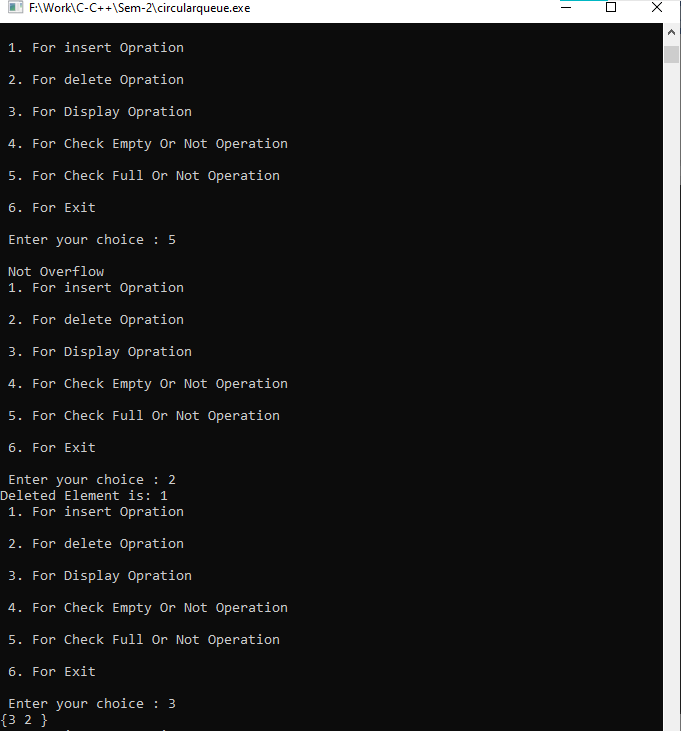 F:\Work\C-C++\Sem-2\circularqueue.exe
1. For insert Opration
2. For delete Opration
3. For Display Opration
4. For Check Empty Or Not Operation
5. For Check Full Or Not Operation
6. For Exit
Enter your choice : 5
Not Overflow
1. For insert Opration
2. For delete Opration
3. For Display Opration
4. For Check Empty Or Not Operation
5. For Check Full Or Not Operation
6. For Exit
Enter your choice : 2
Deleted Element is: 1
1. For insert Opration
2. For delete Opration
3. For Display Opration
4. For Check Empty Or Not Operation
5. For Check Full Or Not Operation
6. For Exit
Enter your choice : 3
{3 2 }